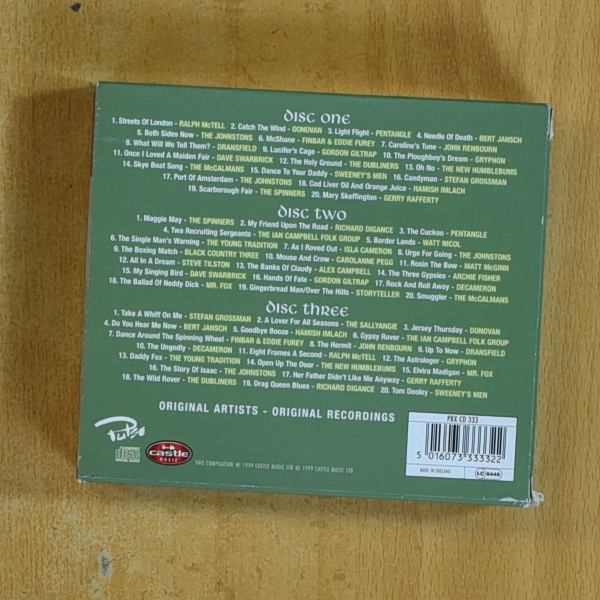 DISC ONE
1. Streets Of London - RALPH McTELL 2. Catch The Wind - DONOVAN 3. Light Flight - PENTANGLE 4. Needle Of Death - BERT JANSCH
5. Both Sides Now - THE JOHNSTONS 6. McShane - FINBAR & EDDIE FUREY 7. Caroline's Tune - JOHN RENBOURN
8. What Will We Tell Them? - DRANSFIELD 9. Lucifer's Cage - GORDON GILTRAP 10. The Ploughboy's Dream - GRYPHON
11. Once I Loved A Maiden Fair - DAVE SWARBRICK 12. The Holy Ground - THE DUBLINERS 13. Oh No - THE NEW HUMBLEBUMS
14. Skye Boat Song - THE McCALMANS 15. Dance To Your Daddy - SWEENEY'S MEN 16. Candyman - STEFAN GROSSMAN
17. Port Of Amsterdam - THE JOHNSTONS 18. Cod Liver Oil And Orange Juice - HAMISH IMLACH
19. Scarborough Fair - THE SPINNERS 20. Mary Skeffington - GERRY RAFFERTY
DISC TWO
1. Maggie May - THE SPINNERS 2. My Friend Upon The Road - RICHARD DIGANCE 3. The Cuckoo - PENTANGLE
4. Two Recruiting Sergeants - THE IAN CAMPBELL FOLK GROUP 5. Border Lands - WATT NICOL
6. The Single Man's Warning - THE YOUNG TRADITION 7. As I Roved Out - ISLA CAMERON 8. Urge For Going - THE JOHNSTONS
9. The Boxing Match - BLACK COUNTRY THREE 10. Mouse And Crow - CAROLANNE PEGG 11. Rosin The Bow - MATT McGINN
12. All In A Dream - STEVE TILSTON 13. The Banks Of Claudy - ALEX CAMPBELL 14. The Three Gypsies - ARCHIE FISHER
15. My Singing Bird - DAVE SWARBRICK 16. Hands Of Fate - GORDON GILTRAP 17. Rock And Roll Away - DECAMERON
18. The Ballad Of Neddy Dick - MR. FOX 19. Gingerbread Man/Over The Hills - STORYTELLER 20. Smuggler - THE McCALMANS
DISC THREE
1. Take A Whiff On Me - STEFAN GROSSMAN 2. A Lover For All Seasons - THE SALLYANGIE 3. Jersey Thursday - DONOVAN
4. Do You Hear Me Now - BERT JANSCH 5. Goodbye Booze - HAMISH IMLACH 6. Gypsy Rover - THE IAN CAMPBELL FOLK GROUP
7. Dance Around The Spinning Wheel - FINBAR & EDDIE FUREY 8. The Hermit - JOHN RENBOURN 9. Up To Now - DRANSFIELD
10. The Ungodly - DECAMERON 11. Eight Frames A Second - RALPH McTELL 12. The Astrologer - GRYPHON
13. Daddy Fox - THE YOUNG TRADITION 14. Open Up The Door - THE NEW HUMBLEBUMS 15. Elvira Madigan - MR. FOX
16. The Story Of Isaac - THE JOHNSTONS 17. Her Father Didn't Like Me Anyway - GERRY RAFFERTY
18. The Wild Rover - THE DUBLINERS 19. Drag Queen Blues - RICHARD DIGANCE 20. Tom Dooley - SWEENEY'S MEN
ORIGINAL ARTISTS - ORIGINAL RECORDINGS
PBX CD 333
5 016073 333322
MADE IN ENGLAND
LC 6448
Pulse
disc
castle
MUSIC
THIS COMPILATION ℗ 1999 CASTLE MUSIC LTD © 1999 CASTLE MUSIC LTD